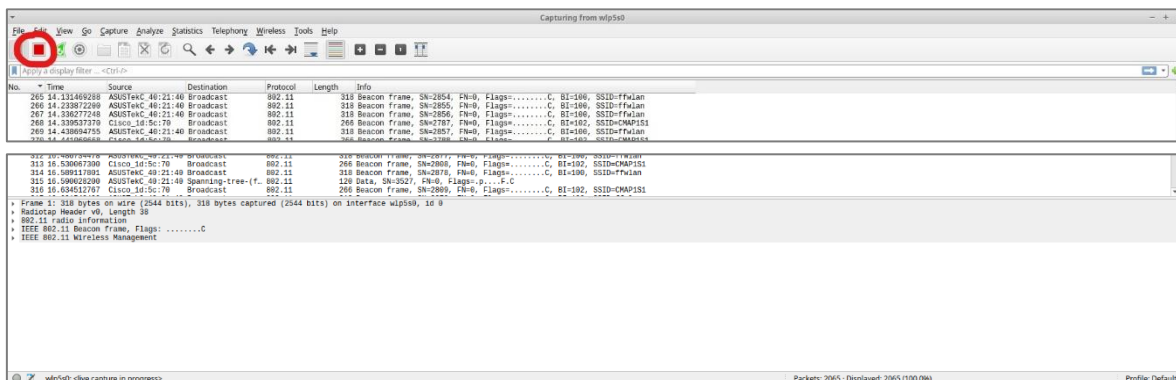 Capturing from wlp5s0
File Edit View Go Capture Analyze Statistics Telephony Wireless Tools Help
Apply a display filter ... <Ctrl-/>
No. Time Source Destination Protocol Length Info
265 14.131469288 ASUSTekC_40:21:40 Broadcast 802.11 318 Beacon frame, SN=2854, FN=0, Flags=........C, BI=100, SSID=ffwlan
266 14.233872200 ASUSTekC_40:21:40 Broadcast 802.11 318 Beacon frame, SN=2855, FN=0, Flags=........C, BI=100, SSID=ffwlan
267 14.336277248 ASUSTekC_40:21:40 Broadcast 802.11 318 Beacon frame, SN=2856, FN=0, Flags=........C, BI=100, SSID=ffwlan
268 14.339537370 Cisco_1d:5c:70 Broadcast 802.11 266 Beacon frame, SN=2787, FN=0, Flags=........C, BI=102, SSID=CMAP1S1
269 14.438694755 ASUSTekC_40:21:40 Broadcast 802.11 318 Beacon frame, SN=2857, FN=0, Flags=........C, BI=100, SSID=ffwlan
313 16.530067300 Cisco_1d:5c:70 Broadcast 802.11 266 Beacon frame, SN=2808, FN=0, Flags=........C, BI=102, SSID=CMAP1S1
314 16.589117801 ASUSTekC_40:21:40 Broadcast 802.11 318 Beacon frame, SN=2878, FN=0, Flags=........C, BI=100, SSID=ffwlan
315 16.590028200 ASUSTekC_40:21:40 Spanning-tree-(f… 802.11 120 Data, SN=3527, FN=0, Flags=.p....F.C
316 16.634512767 Cisco_1d:5c:70 Broadcast 802.11 266 Beacon frame, SN=2809, FN=0, Flags=........C, BI=102, SSID=CMAP1S1
Frame 1: 318 bytes on wire (2544 bits), 318 bytes captured (2544 bits) on interface wlp5s0, id 0
Radiotap Header v0, Length 38
802.11 radio information
IEEE 802.11 Beacon frame, Flags: ........C
IEEE 802.11 Wireless Management
wlp5s0: <live capture in progress> Packets: 2065 · Displayed: 2065 (100.0%) Profile: Default